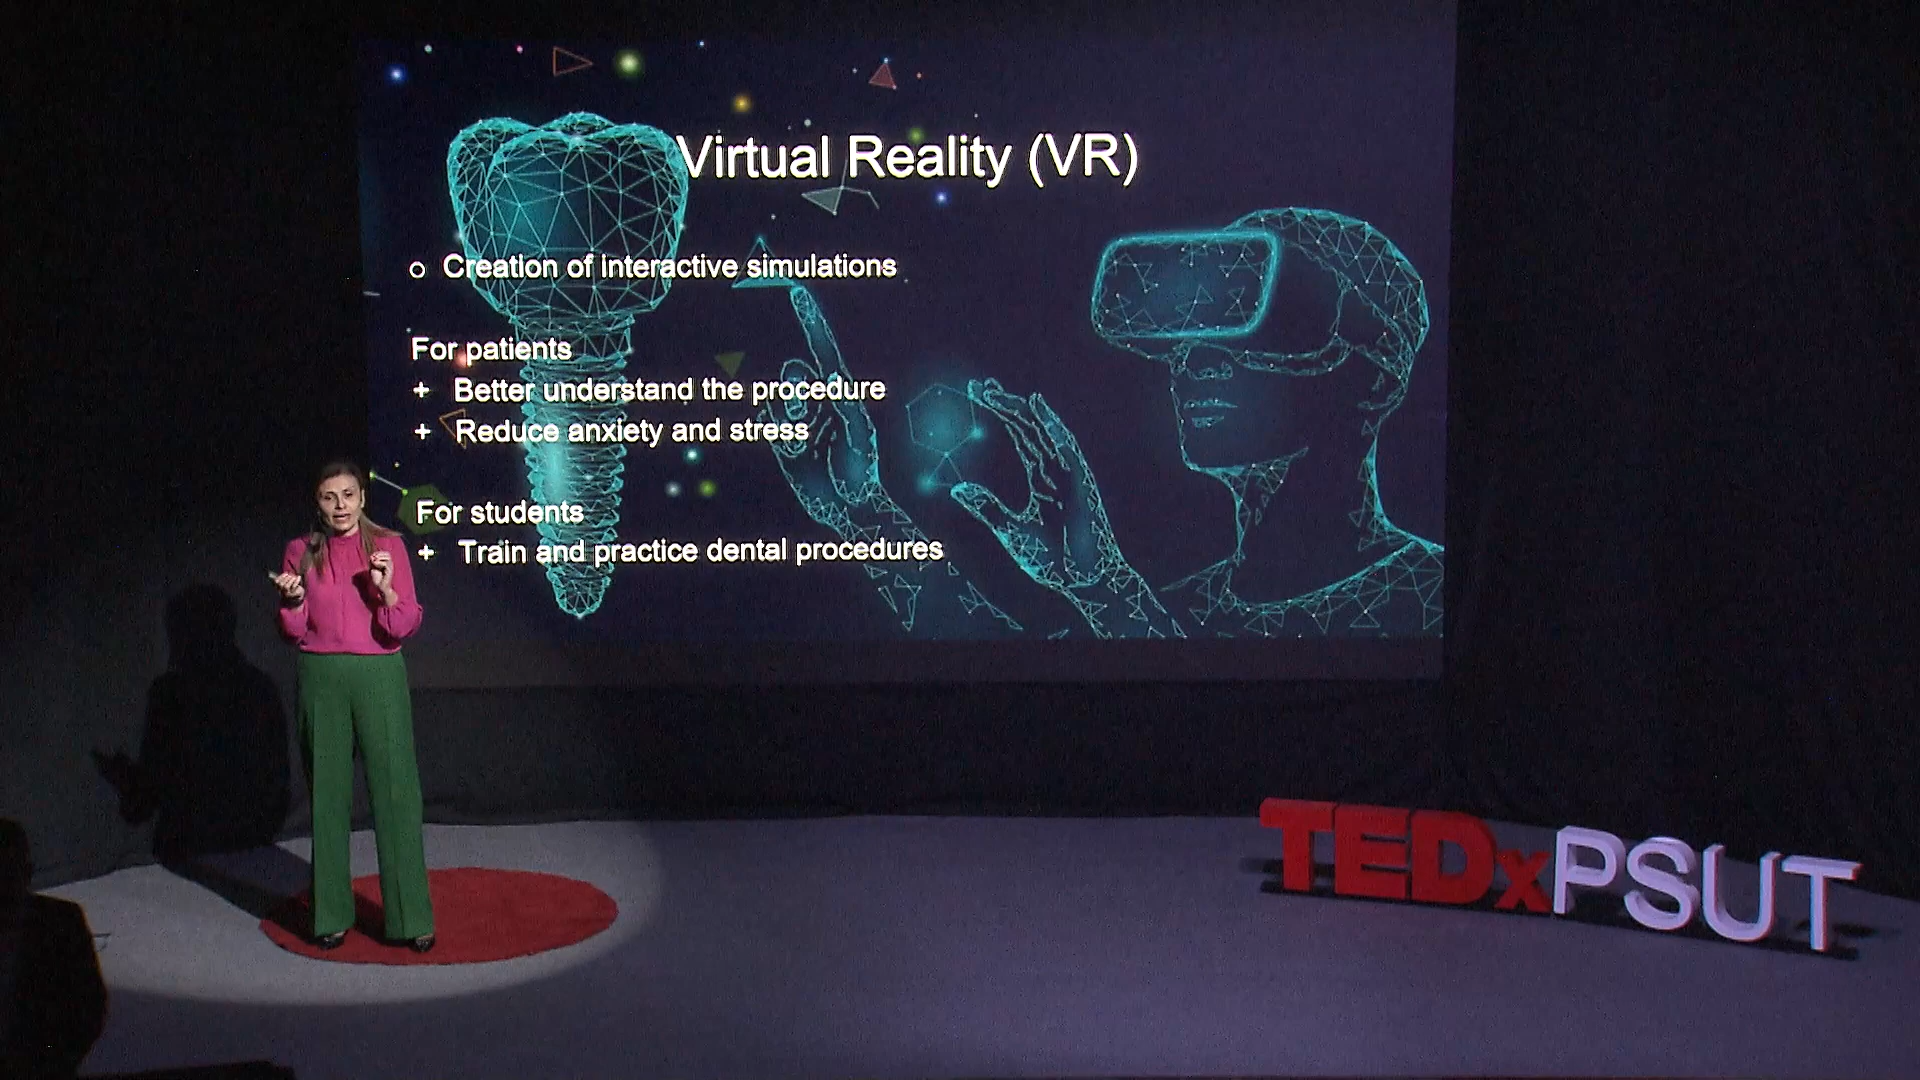 Virtual Reality (VR)
o Creation of interactive simulations
For patients
+ Better understand the procedure
+ Reduce anxiety and stress
For students
+ Train and practice dental procedures
TEDxPSUT